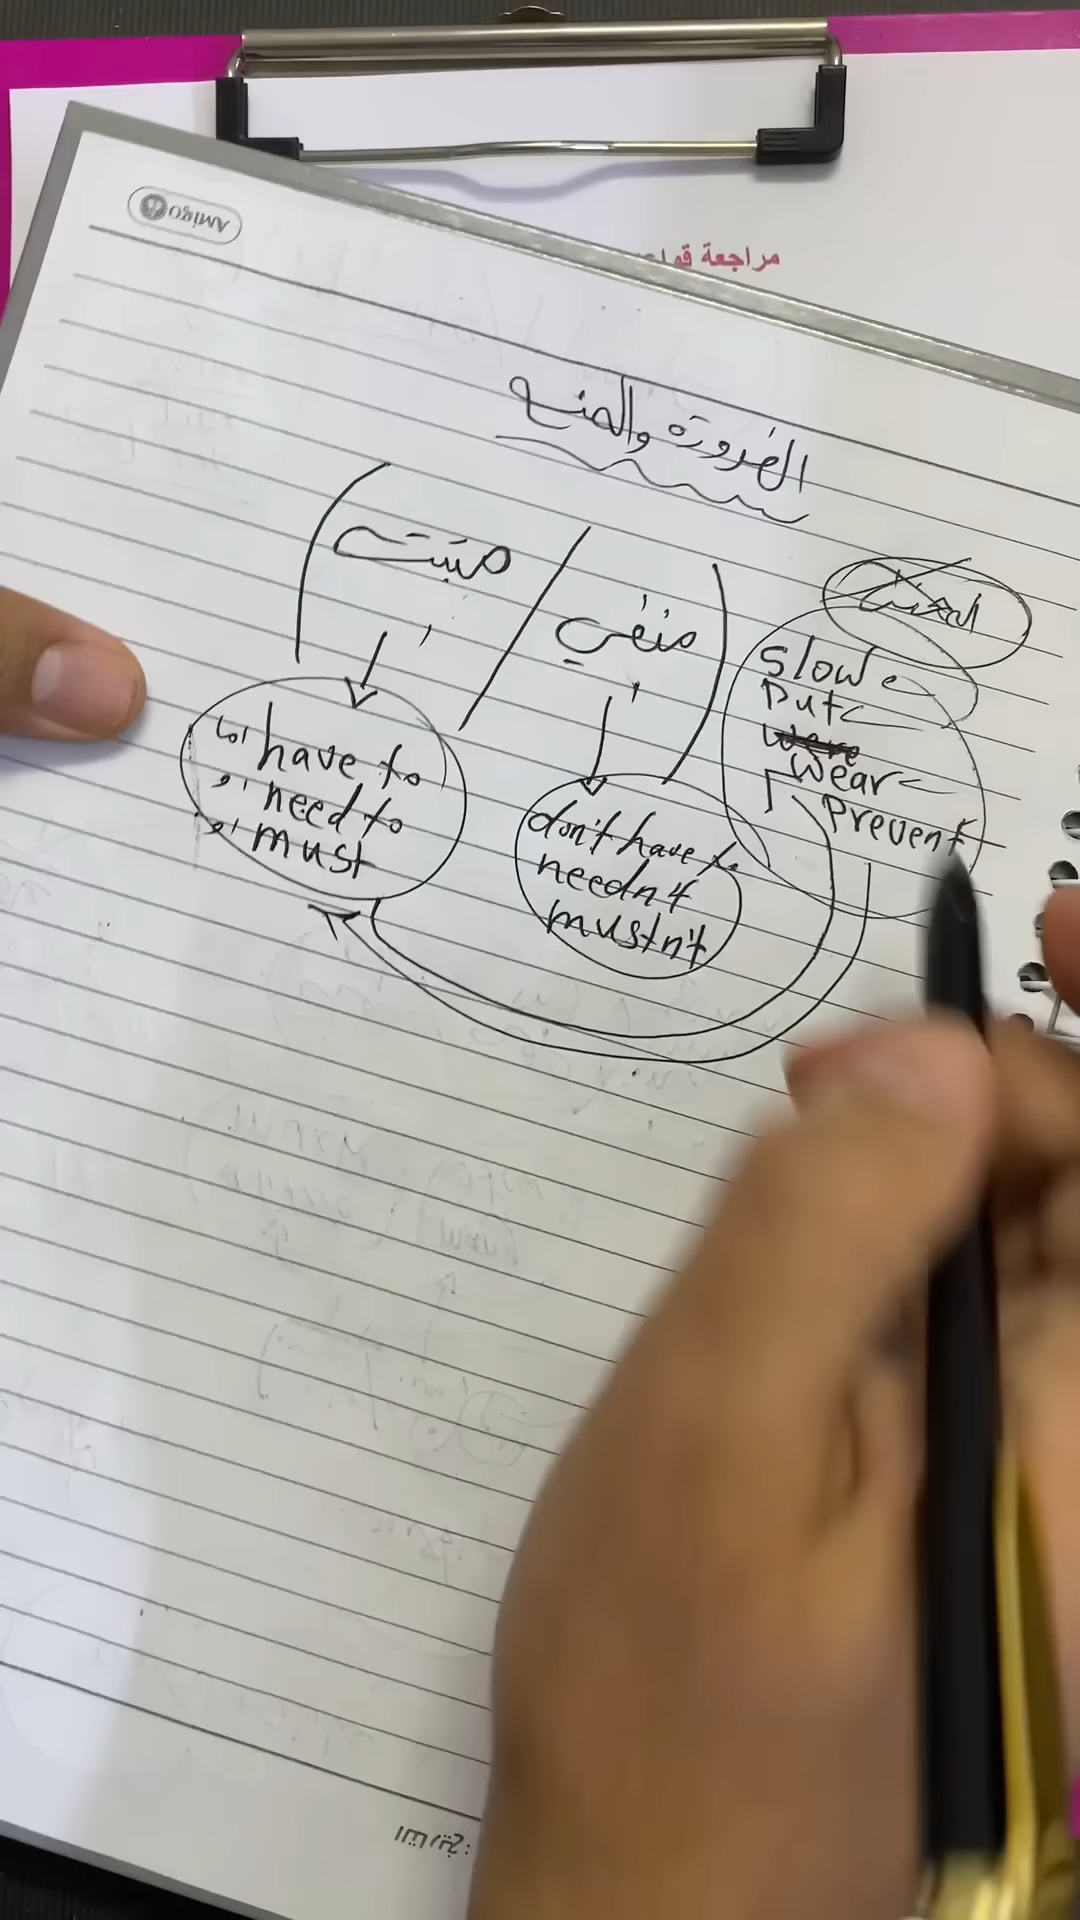 Amigo
مراجعة
الضرورة والمنع
مثبت
منفي
slow
Put
Wear
Prevent
have to
need to
must
don't have to
needn't
mustn't